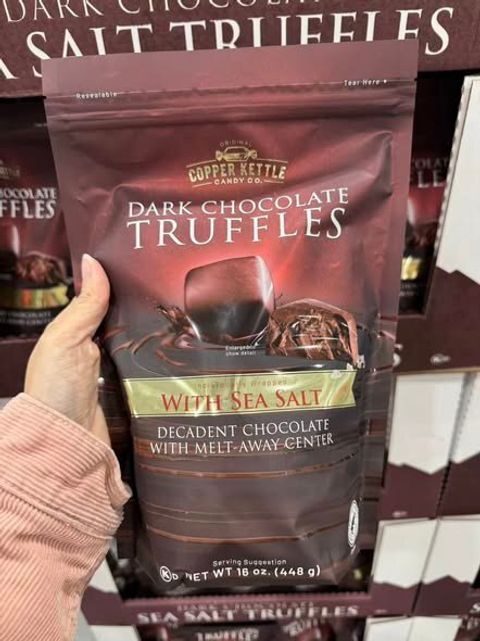 DARK CHOCOLATE
SALT TRUFFLES
Resealable
Tear Here
ORIGINAL
COPPER KETTLE
CANDY CO.
DARK CHOCOLATE
TRUFFLES
Enlarged to
show detail
Individually Wrapped
WITH SEA SALT
DECADENT CHOCOLATE
WITH MELT-AWAY CENTER
Serving Suggestion
K D NET WT 16 oz. (448 g)
SEA SALT TRUFFLES